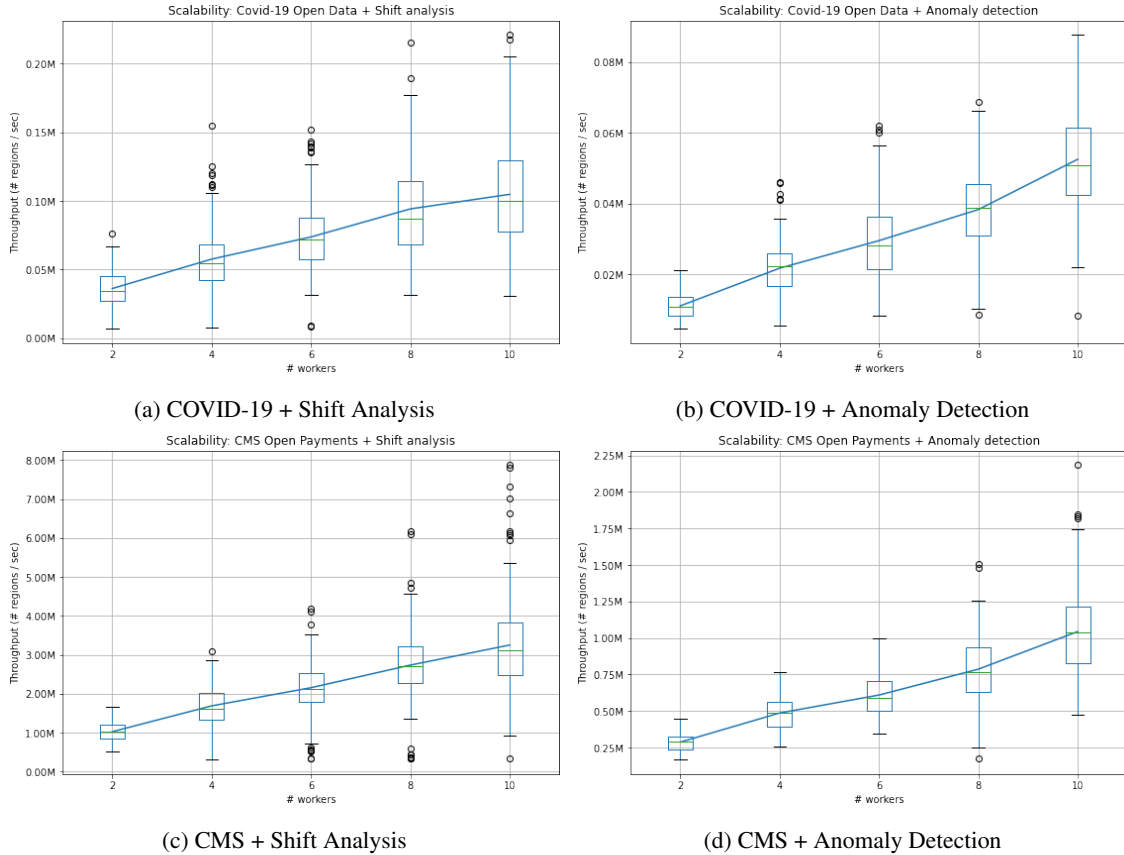 Scalability: Covid-19 Open Data + Shift analysis
Throughput (# regions / sec)
0.20M
0.15M
0.10M
0.05M
0.00M
2 4 6 8 10
# workers
(a) COVID-19 + Shift Analysis
Scalability: Covid-19 Open Data + Anomaly detection
Throughput (# regions / sec)
0.08M
0.06M
0.04M
0.02M
2 4 6 8 10
# workers
(b) COVID-19 + Anomaly Detection
Scalability: CMS Open Payments + Shift analysis
Throughput (# regions / sec)
8.00M
7.00M
6.00M
5.00M
4.00M
3.00M
2.00M
1.00M
0.00M
2 4 6 8 10
# workers
(c) CMS + Shift Analysis
Scalability: CMS Open Payments + Anomaly detection
Throughput (# regions / sec)
2.25M
2.00M
1.75M
1.50M
1.25M
1.00M
0.75M
0.50M
0.25M
2 4 6 8 10
# workers
(d) CMS + Anomaly Detection